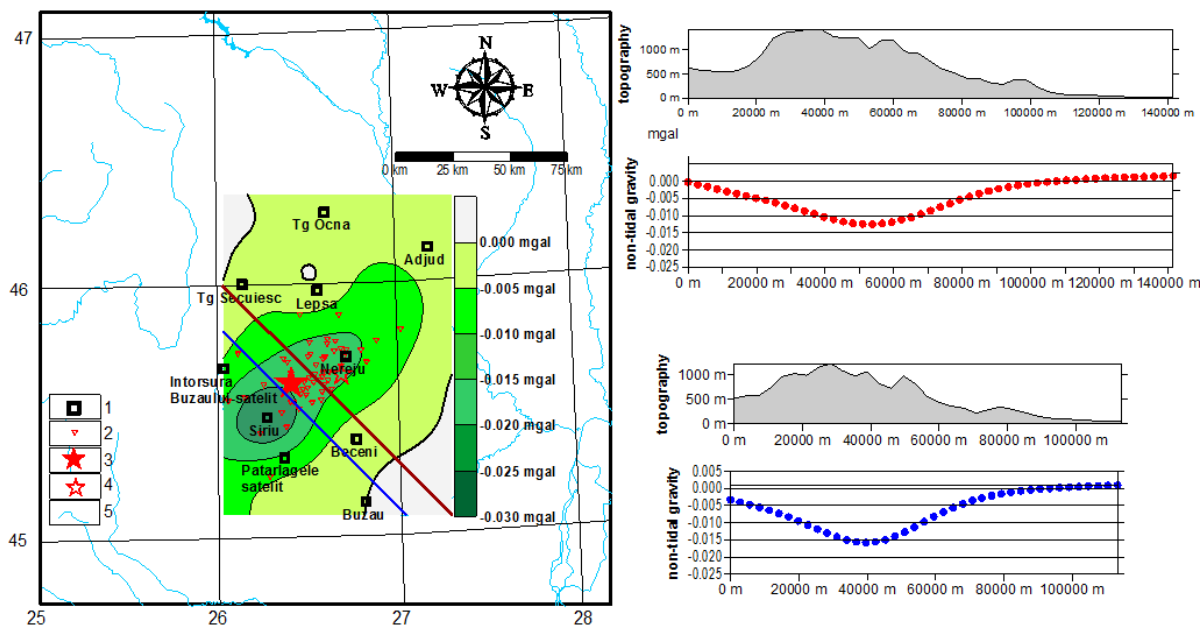 47
46
45
25
26
27
28
N
W
E
S
0 km
25 km
50 km
75 km
Tg Ocna
Adjud
Tg Secuiesc
Lepsa
Nereju
Intorsura
Buzaului-satelit
Siriu
Beceni
Patarlagele
satelit
Buzau
0.000 mgal
-0.005 mgal
-0.010 mgal
-0.015 mgal
-0.020 mgal
-0.025 mgal
-0.030 mgal
1
2
3
4
5
topography
1000 m
500 m
0 m
0 m
20000 m
40000 m
60000 m
80000 m
100000 m
120000 m
140000 m
mgal
non-tidal gravity
0.000
-0.005
-0.010
-0.015
-0.020
-0.025
0 m
20000 m
40000 m
60000 m
80000 m
100000 m
120000 m
140000 m
topography
1000 m
500 m
0 m
0 m
20000 m
40000 m
60000 m
80000 m
100000 m
non-tidal gravity
0.005
0.000
-0.005
-0.010
-0.015
-0.020
-0.025
0 m
20000 m
40000 m
60000 m
80000 m
100000 m